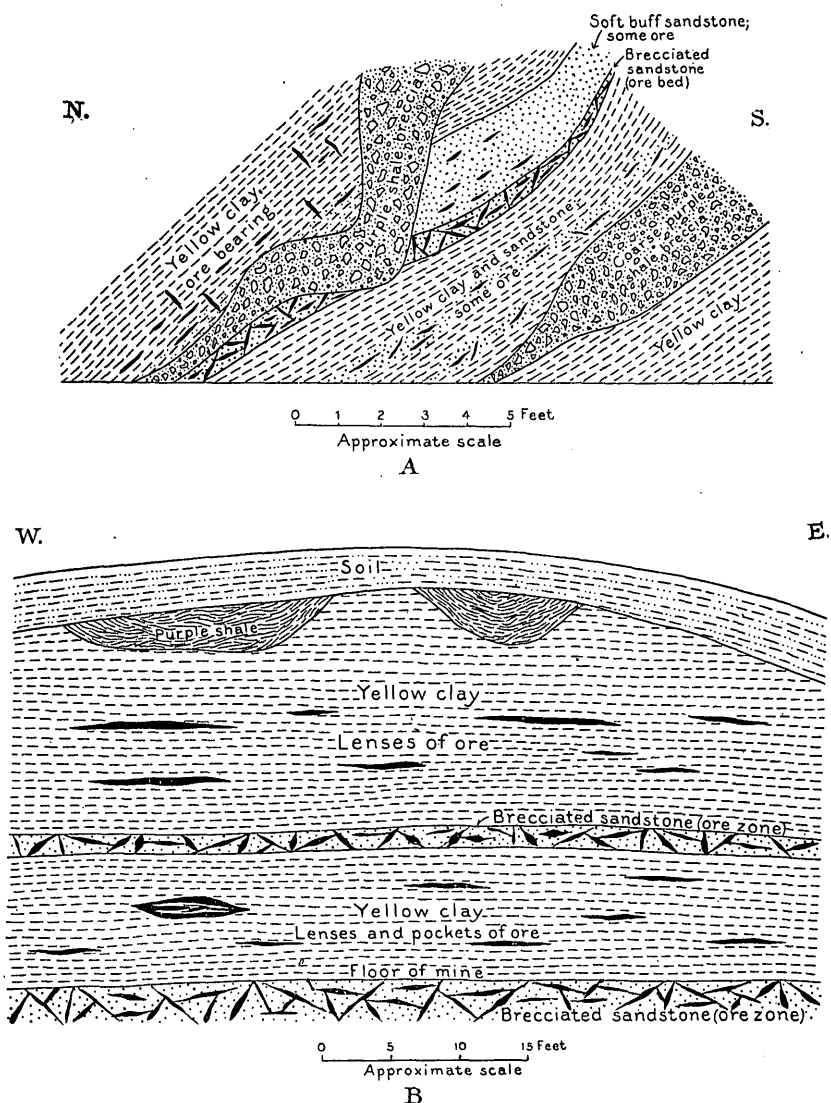 Soft buff sandstone;
some ore
Brecciated
sandstone
(ore bed)
N.
S.
Purple shale breccia
Yellow clay
ore bearing
Coarse purple
shale breccia
Yellow clay and sandstone;
some ore
Yellow clay
0 1 2 3 4 5 Feet
Approximate scale
A
W.
E.
Soil
Purple shale
Yellow clay
Lenses of ore
Brecciated sandstone (ore zone)
Yellow clay
Lenses and pockets of ore
Floor of mine
Brecciated sandstone (ore zone)
0 5 10 15 Feet
Approximate scale
B